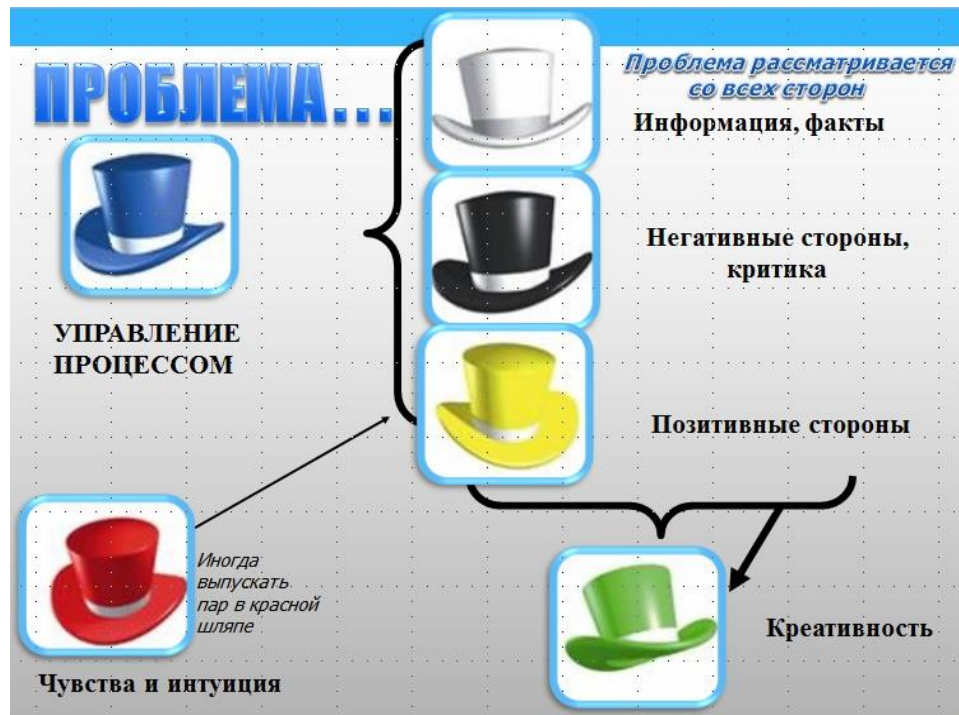 ПРОБЛЕМА...
Проблема рассматривается
со всех сторон
Информация, факты
Негативные стороны,
критика
УПРАВЛЕНИЕ
ПРОЦЕССОМ
Позитивные стороны
Иногда
выпускать
пар в красной
шляпе
Чувства и интуиция
Креативность